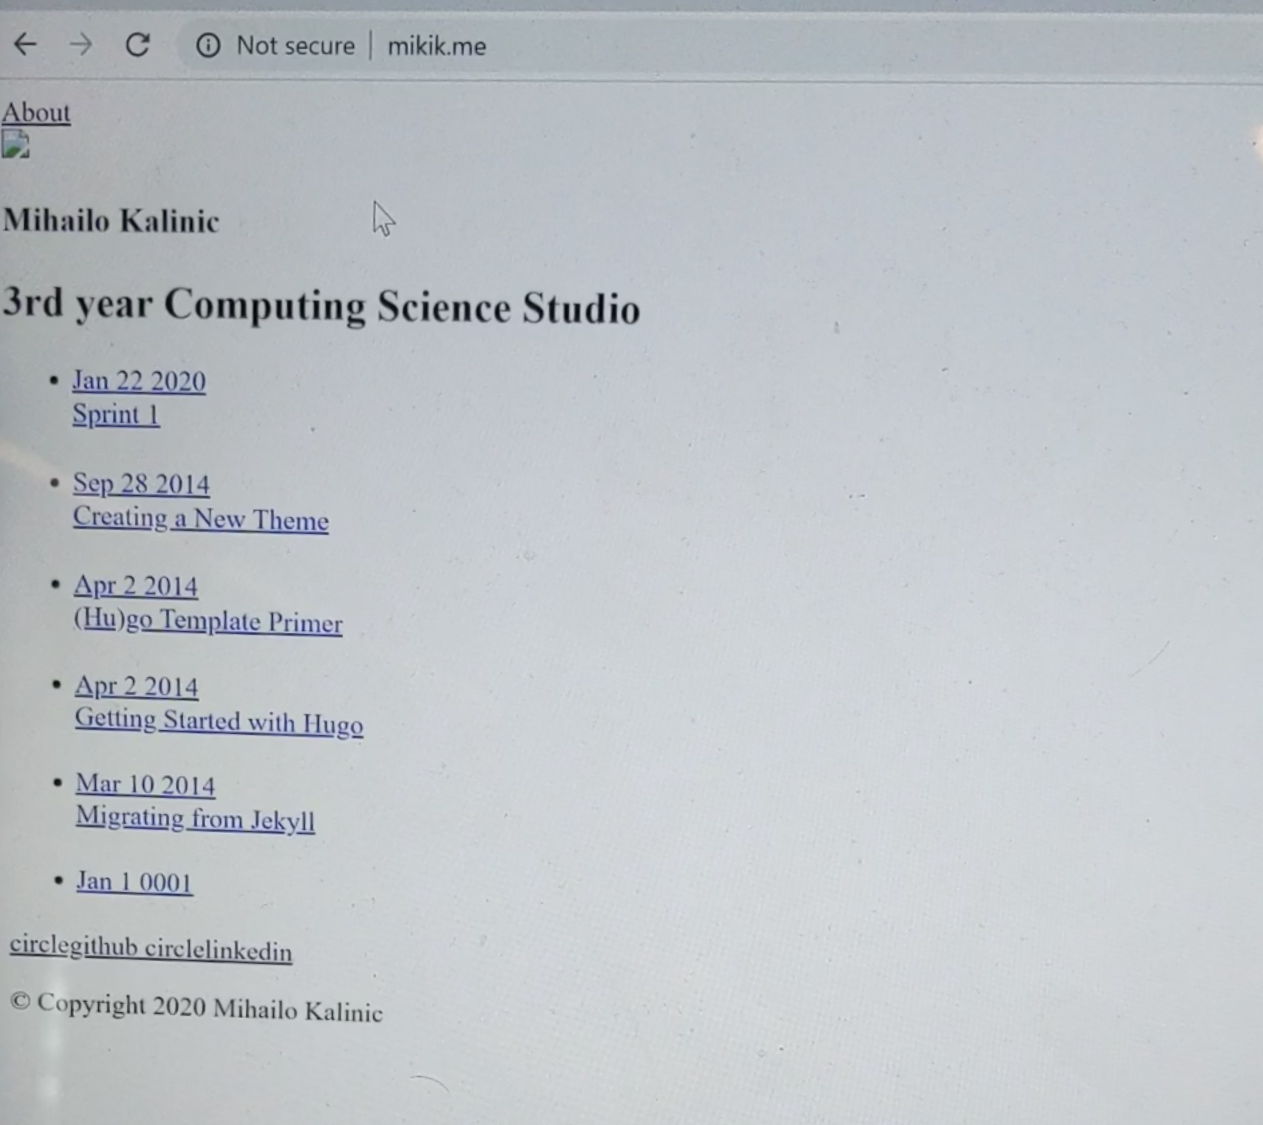 Not secure | mikik.me
About
Mihailo Kalinic
3rd year Computing Science Studio
Jan 22 2020
Sprint 1
Sep 28 2014
Creating a New Theme
Apr 2 2014
(Hu)go Template Primer
Apr 2 2014
Getting Started with Hugo
Mar 10 2014
Migrating from Jekyll
Jan 1 0001
circlegithub circlelinkedin
© Copyright 2020 Mihailo Kalinic